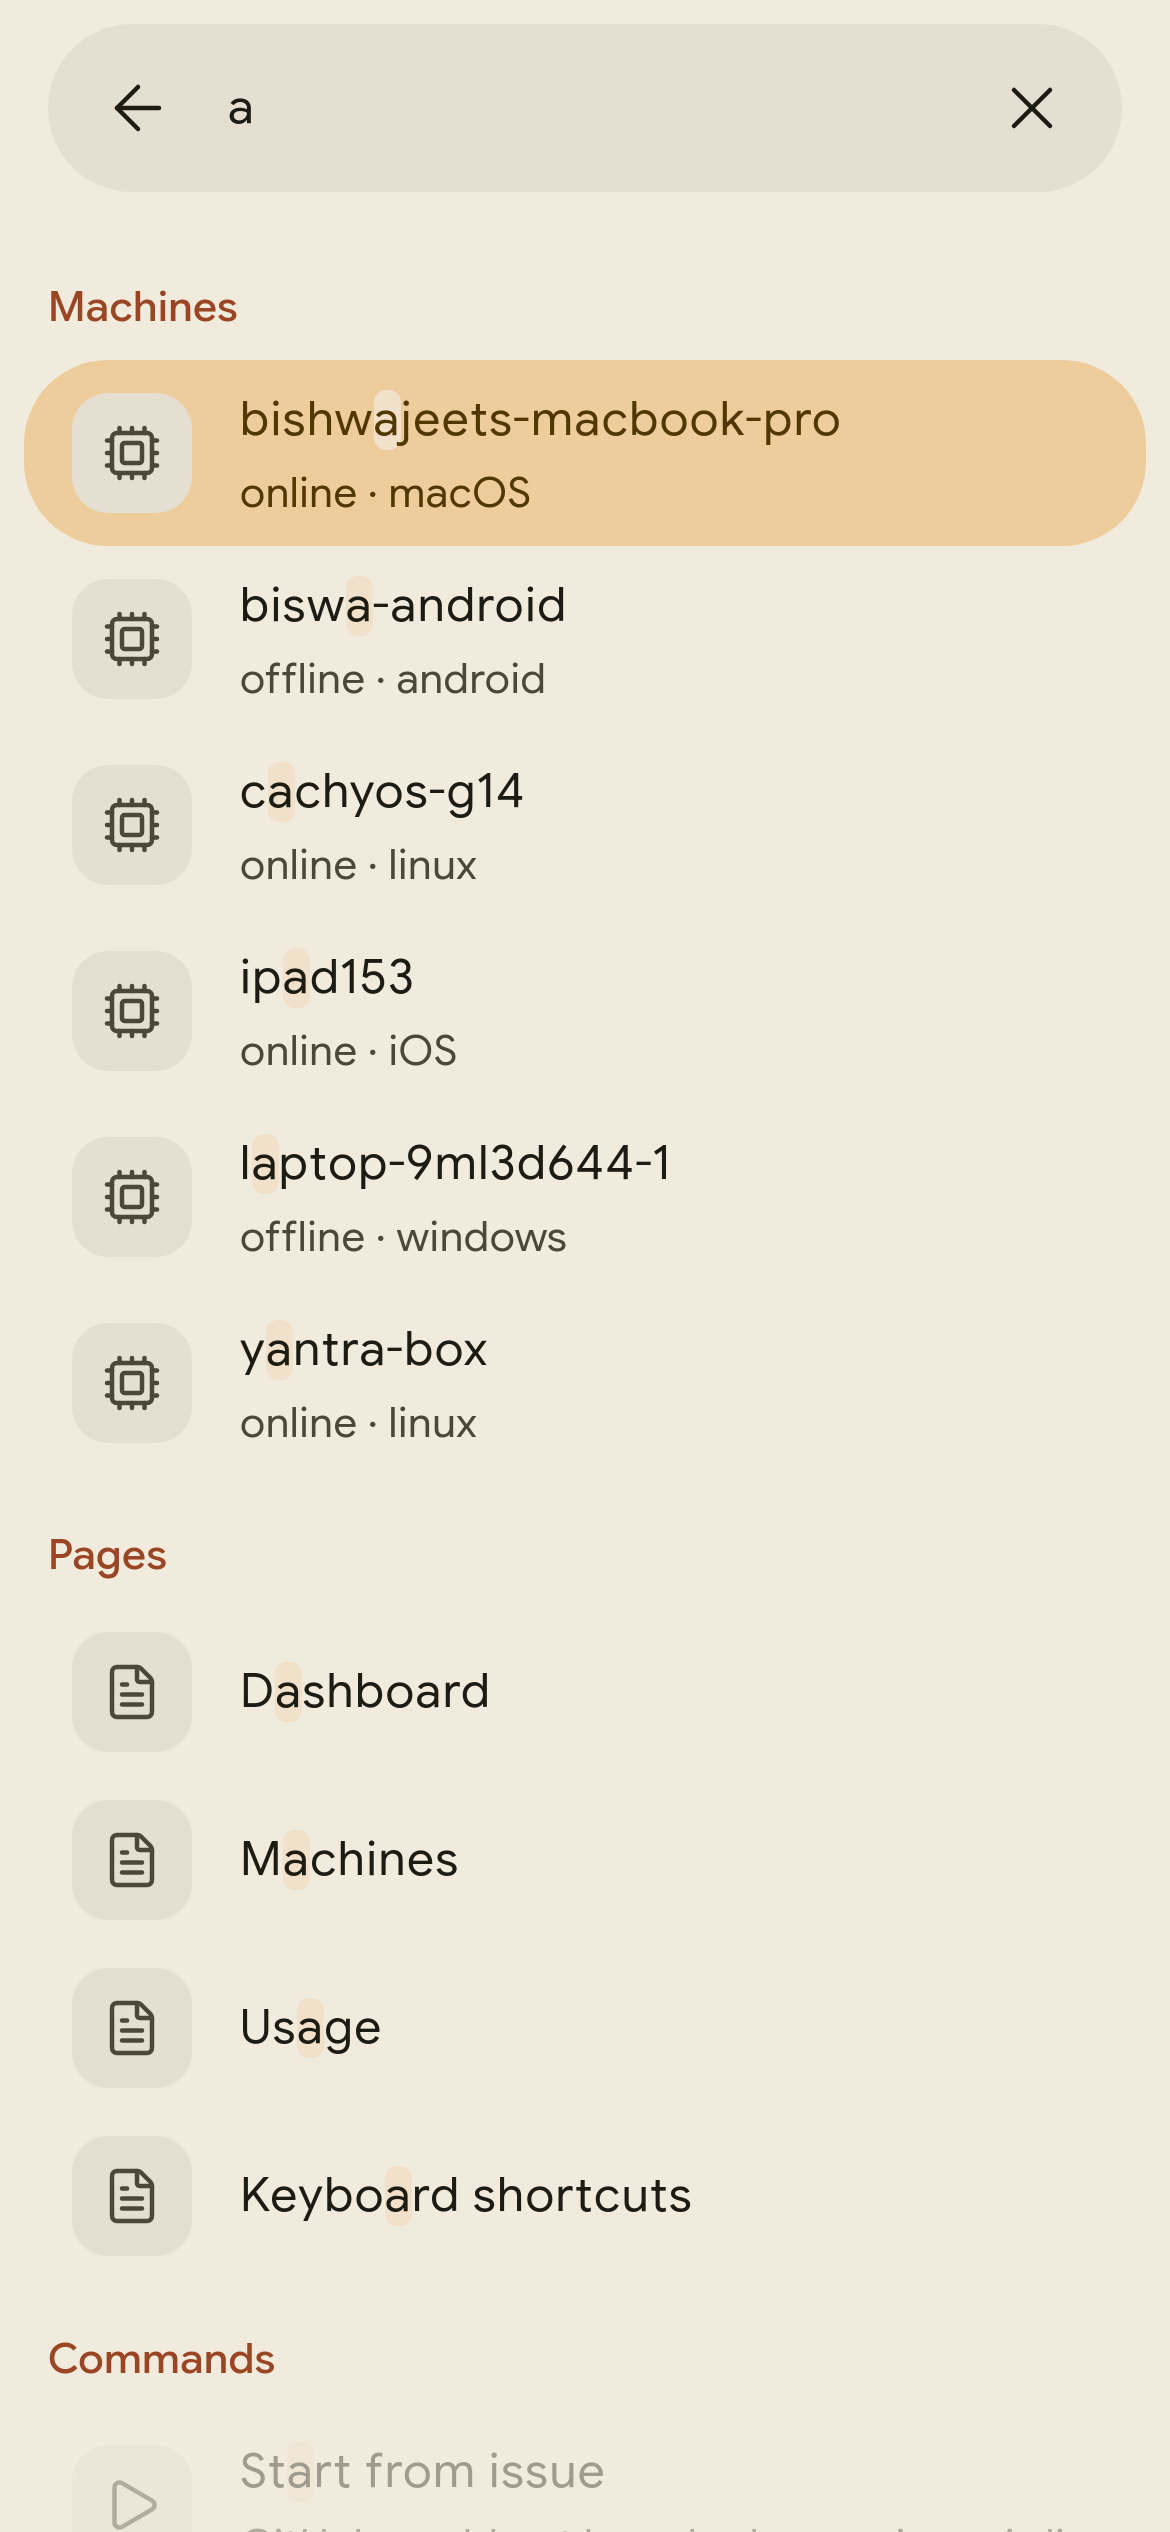 a
Machines
bishwajeets-macbook-pro
online · macOS
biswa-android
offline · android
cachyos-g14
online · linux
ipad153
online · iOS
laptop-9ml3d644-1
offline · windows
yantra-box
online · linux
Pages
Dashboard
Machines
Usage
Keyboard shortcuts
Commands
Start from issue